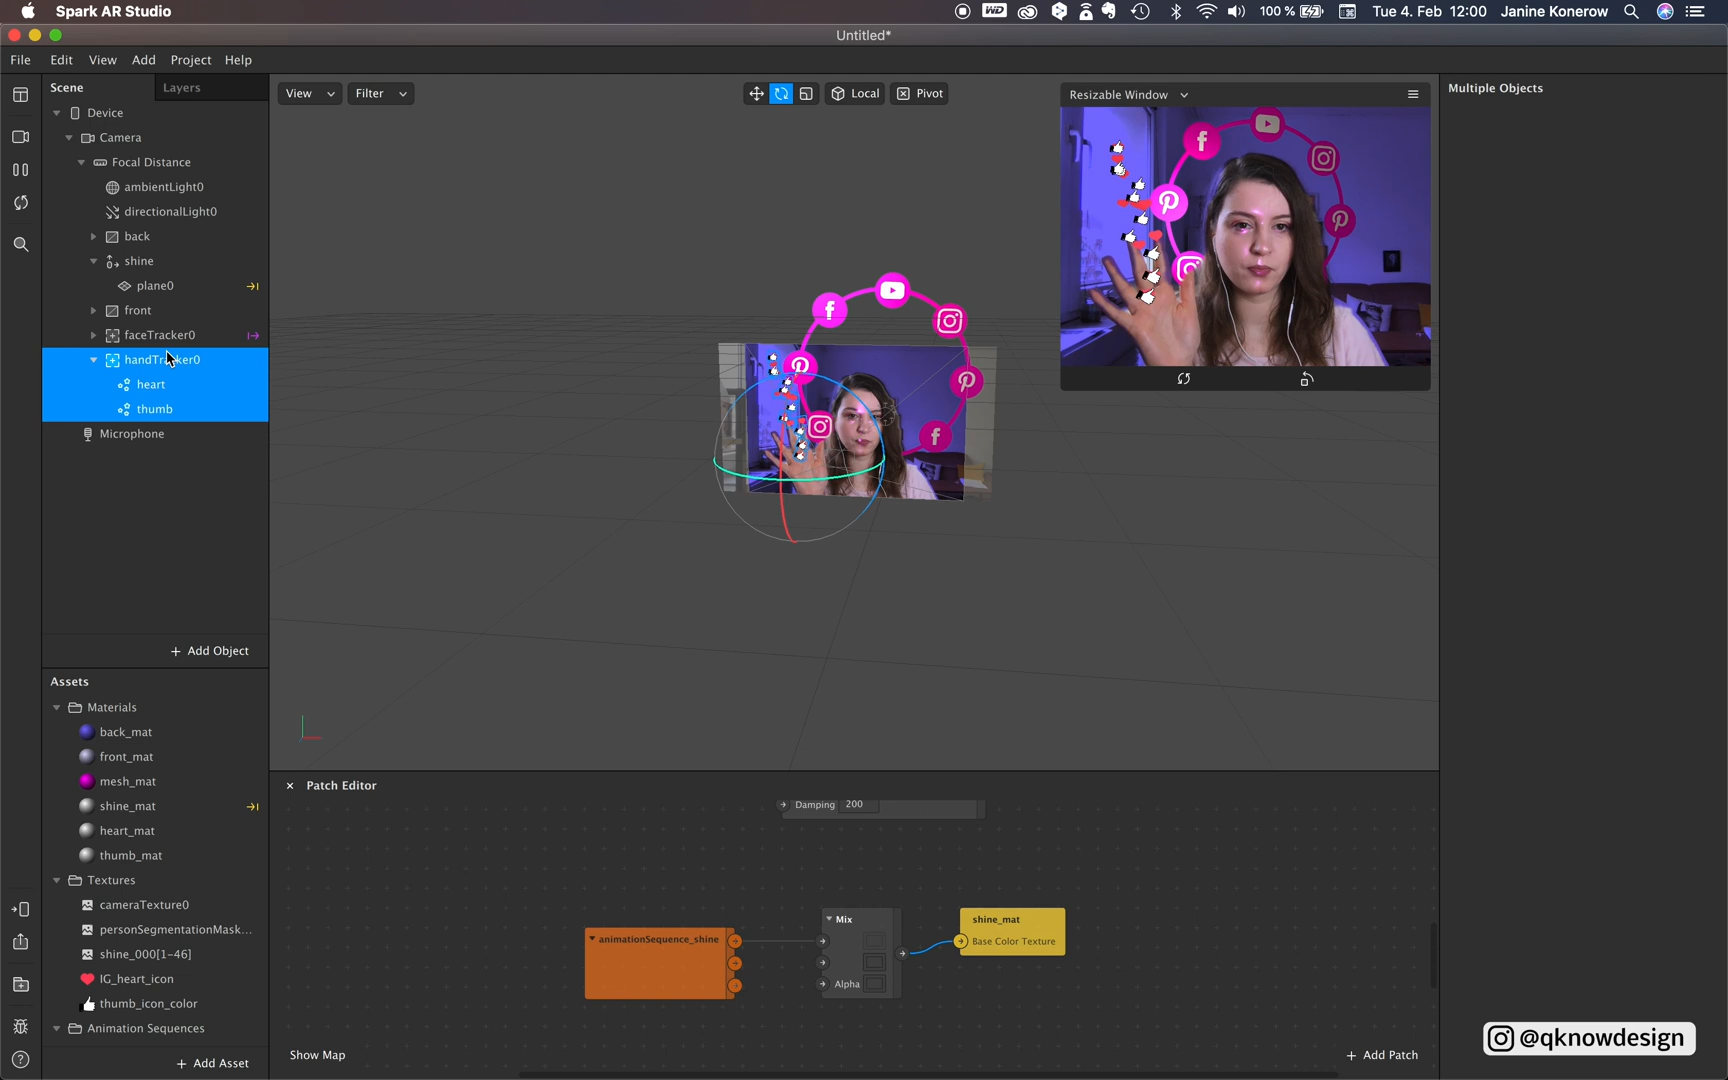 Spark AR Studio
100 %
Tue 4. Feb 12:00
Janine Konerow
Untitled*
File Edit View Add Project Help
Scene
Layers
Device
Camera
Focal Distance
ambientLight0
directionalLight0
back
shine
plane0
front
faceTracker0
handTracker0
heart
thumb
Microphone
+ Add Object
Assets
Materials
back_mat
front_mat
mesh_mat
shine_mat
heart_mat
thumb_mat
Textures
cameraTexture0
personSegmentationMask...
shine_000[1-46]
IG_heart_icon
thumb_icon_color
Animation Sequences
+ Add Asset
View
Filter
Local
Pivot
Resizable Window
Multiple Objects
Patch Editor
Damping 200
animationSequence_shine
Mix
Alpha
shine_mat
Base Color Texture
Show Map
+ Add Patch
@qknowdesign